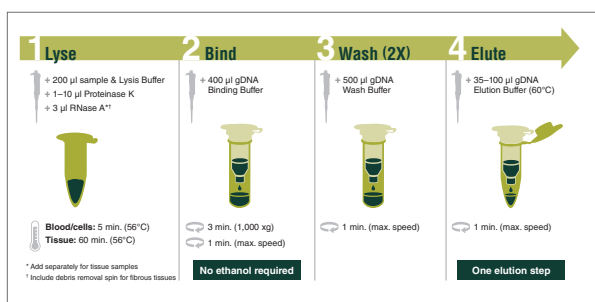 1 Lyse
+ 200 µl sample & Lysis Buffer
+ 1–10 µl Proteinase K
+ 3 µl RNase A*†
Blood/cells: 5 min. (56°C)
Tissue: 60 min. (56°C)
* Add separately for tissue samples
† Include debris removal spin for fibrous tissues
2 Bind
+ 400 µl gDNA
Binding Buffer
3 min. (1,000 xg)
1 min. (max. speed)
No ethanol required
3 Wash (2X)
+ 500 µl gDNA
Wash Buffer
1 min. (max. speed)
4 Elute
+ 35–100 µl gDNA
Elution Buffer (60°C)
1 min. (max. speed)
One elution step